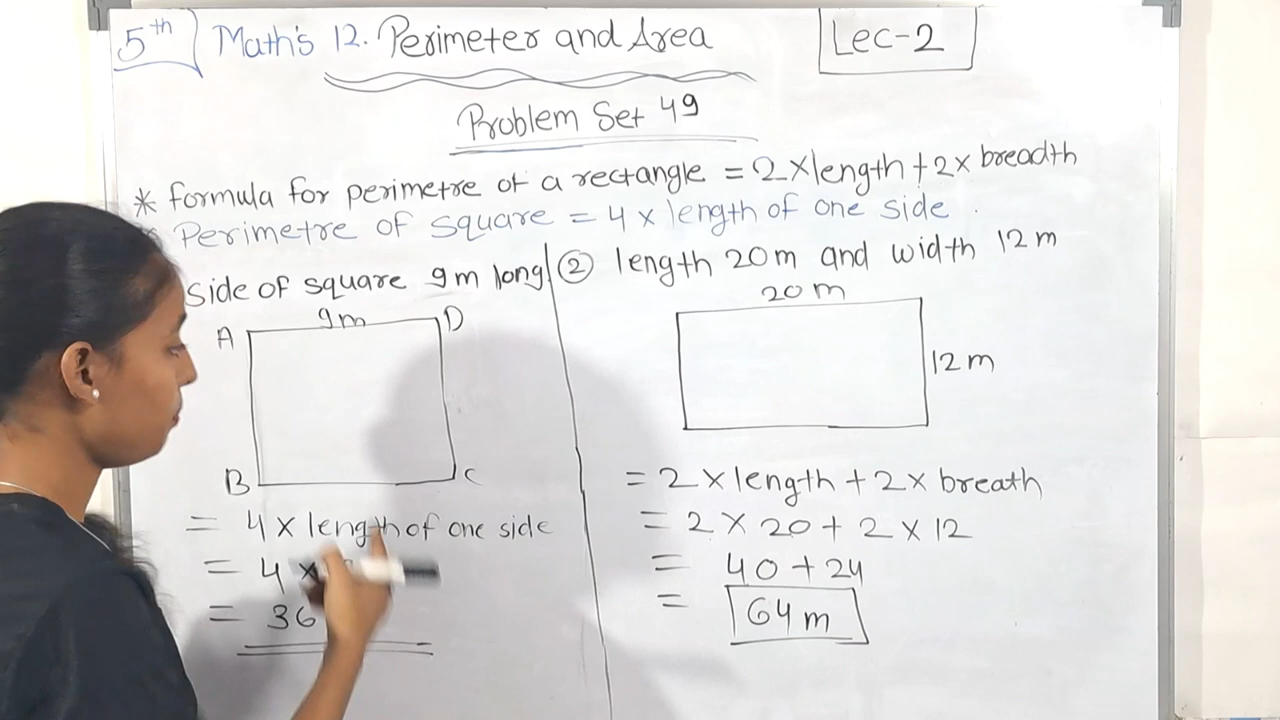 5th Math's 12. Perimeter and Area
Lec-2
Problem Set 49
* formula for perimetre of a rectangle = 2 × length + 2 × breadth
Perimetre of square = 4 × length of one side .
side of square 9m long
9m
A D
B C
= 4 × length of one side
= 4 ×
= 36
② length 20m and width 12m
20 m
12 m
= 2 × length + 2 × breath
= 2 × 20 + 2 × 12
= 40 + 24
= 64 m